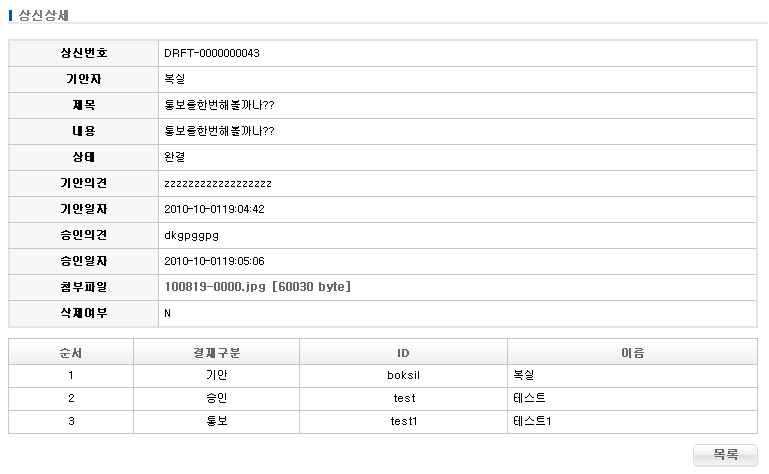 상신상세
상신번호 DRFT-0000000043
기안자 복실
제목 통보를한번해볼까나??
내용 통보를한번해볼까나??
상태 완결
기안의견 zzzzzzzzzzzzzzzzzz
기안일자 2010-10-0119:04:42
승인의견 dkgpggpg
승인일자 2010-10-0119:05:06
첨부파일 100819-0000.jpg [60030 byte]
삭제여부 N
순서 결재구분 ID 이름
1 기안 boksil 복실
2 승인 test 테스트
3 통보 test1 테스트1
목록